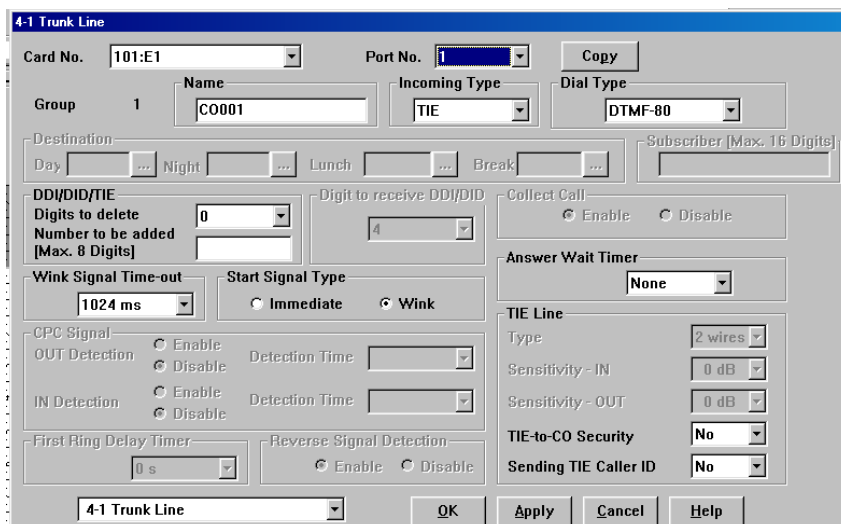 4-1 Trunk Line
Card No. 101:E1 Port No. 1 Copy
Name Incoming Type Dial Type
Group 1 CO001 TIE DTMF-80
Destination Subscriber [Max. 16 Digits]
Day ... Night ... Lunch ... Break ...
DDI/DID/TIE Digit to receive DDI/DID Collect Call
Digits to delete 0 4 Enable Disable
Number to be added
[Max. 8 Digits]
Answer Wait Timer
None
Wink Signal Time-out Start Signal Type
1024 ms Immediate Wink
TIE Line
Type 2 wires
Sensitivity - IN 0 dB
Sensitivity - OUT 0 dB
TIE-to-CO Security No
Sending TIE Caller ID No
CPC Signal
OUT Detection Enable Disable Detection Time
IN Detection Enable Disable Detection Time
First Ring Delay Timer Reverse Signal Detection
0 s Enable Disable
4-1 Trunk Line OK Apply Cancel Help